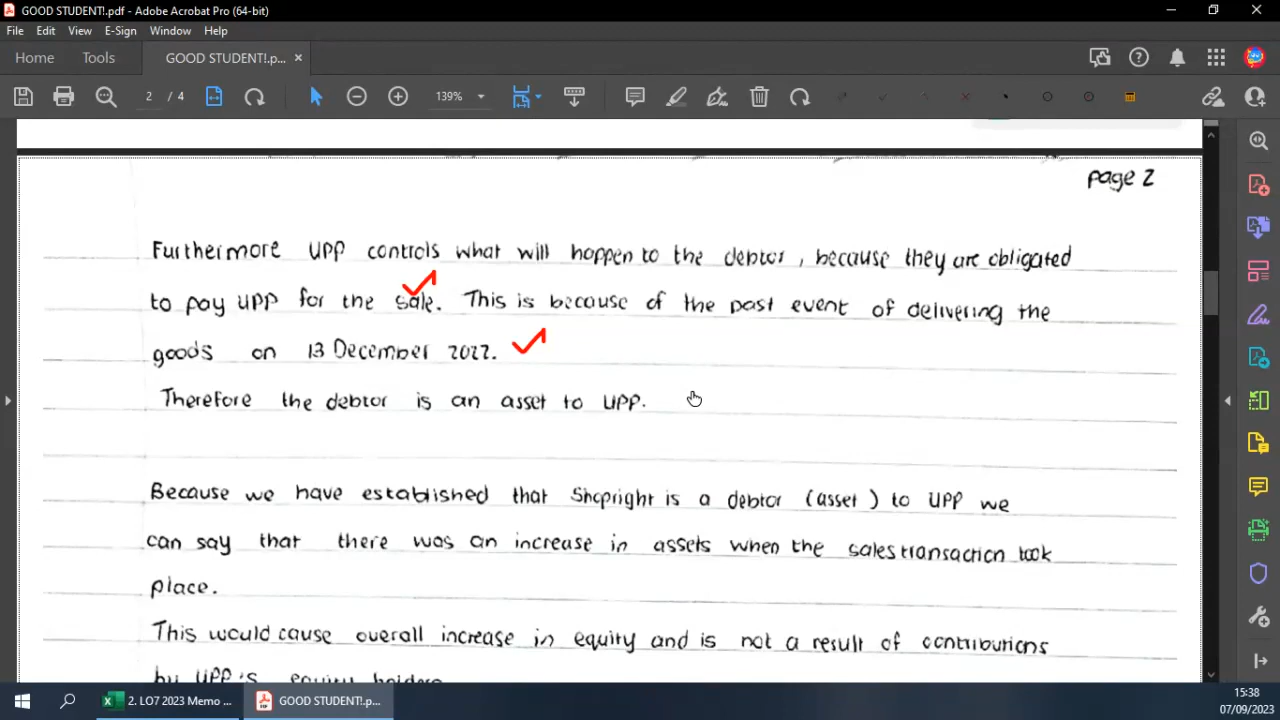 GOOD STUDENT!.pdf - Adobe Acrobat Pro (64-bit)
File Edit View E-Sign Window Help
Home Tools GOOD STUDENT!.p... ×
2 / 4 139%
page 2
Furthermore UPP controls what will happen to the debtor, because they are obligated
to pay UPP for the sale. This is because of the past event of delivering the
goods on 13 December 2022.
Therefore the debtor is an asset to UPP.
Because we have established that Shopright is a debtor (asset) to UPP we
can say that there was an increase in assets when the sales transaction took
place.
This would cause overall increase in equity and is not a result of contributions
by UPP's equity holders
2. LO7 2023 Memo ... GOOD STUDENT!.p...
15:38
07/09/2023